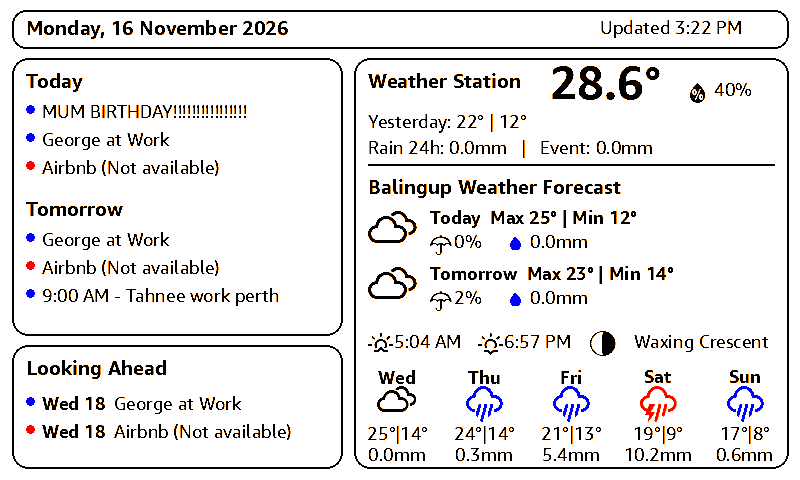 Monday, 16 November 2026
Updated 3:22 PM
Today
MUM BIRTHDAY!!!!!!!!!!!!!!!!
George at Work
Airbnb (Not available)
Tomorrow
George at Work
Airbnb (Not available)
9:00 AM - Tahnee work perth
Looking Ahead
Wed 18 George at Work
Wed 18 Airbnb (Not available)
Weather Station 28.6° 40%
Yesterday: 22° | 12°
Rain 24h: 0.0mm | Event: 0.0mm
Balingup Weather Forecast
Today Max 25° | Min 12°
0% 0.0mm
Tomorrow Max 23° | Min 14°
2% 0.0mm
5:04 AM 6:57 PM Waxing Crescent
Wed Thu Fri Sat Sun
25°|14° 24°|14° 21°|13° 19°|9° 17°|8°
0.0mm 0.3mm 5.4mm 10.2mm 0.6mm